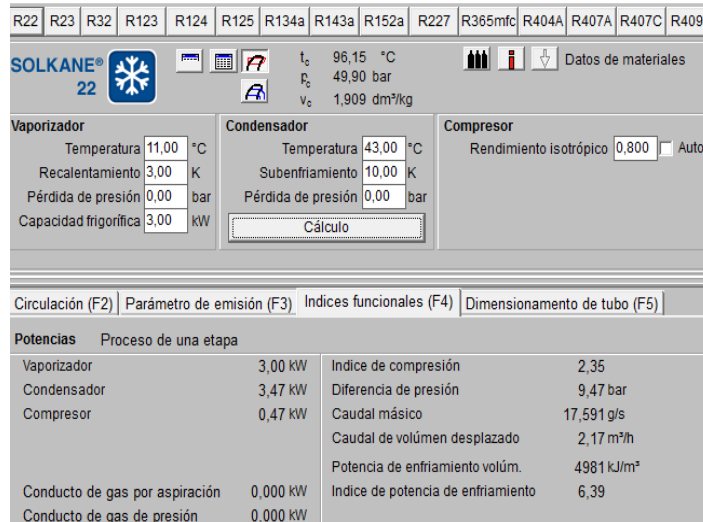 R22 R23 R32 R123 R124 R125 R134a R143a R152a R227 R365mfc R404A R407A R407C R409
SOLKANE®
22
tc 96,15 °C
pc 49,90 bar
vc 1,909 dm³/kg
Datos de materiales
Vaporizador
Temperatura 11,00 °C
Recalentamiento 3,00 K
Pérdida de presión 0,00 bar
Capacidad frigorífica 3,00 kW
Condensador
Temperatura 43,00 °C
Subenfriamiento 10,00 K
Pérdida de presión 0,00 bar
Cálculo
Compresor
Rendimiento isotrópico 0,800 Auto
Circulación (F2) Parámetro de emisión (F3) Indices funcionales (F4) Dimensionamento de tubo (F5)
Potencias Proceso de una etapa
Vaporizador 3,00 kW
Condensador 3,47 kW
Compresor 0,47 kW
Conducto de gas por aspiración 0,000 kW
Conducto de gas de presión 0,000 kW
Indice de compresión 2,35
Diferencia de presión 9,47 bar
Caudal másico 17,591 g/s
Caudal de volúmen desplazado 2,17 m³/h
Potencia de enfriamiento volúm. 4981 kJ/m³
Indice de potencia de enfriamiento 6,39